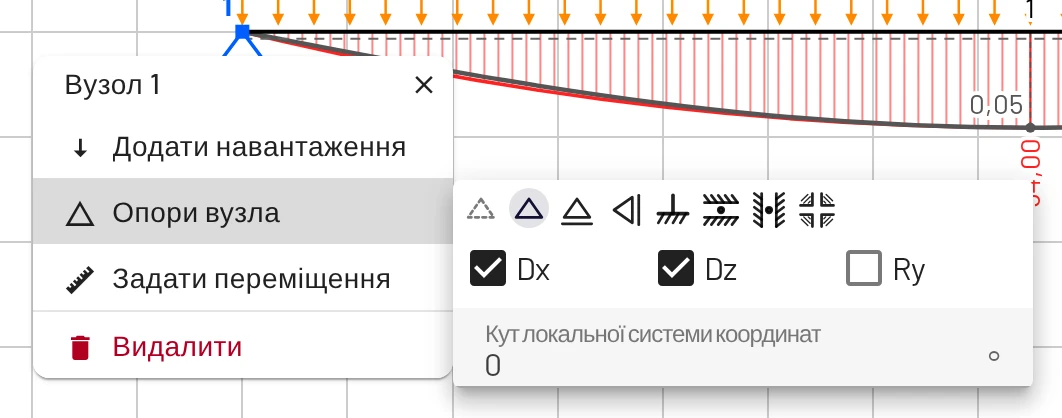 1
1
0,05
Вузол 1
Додати навантаження
Опори вузла
Dx
Dz
Ry
Задати переміщення
Кут локальної системи координат
0
°
Видалити